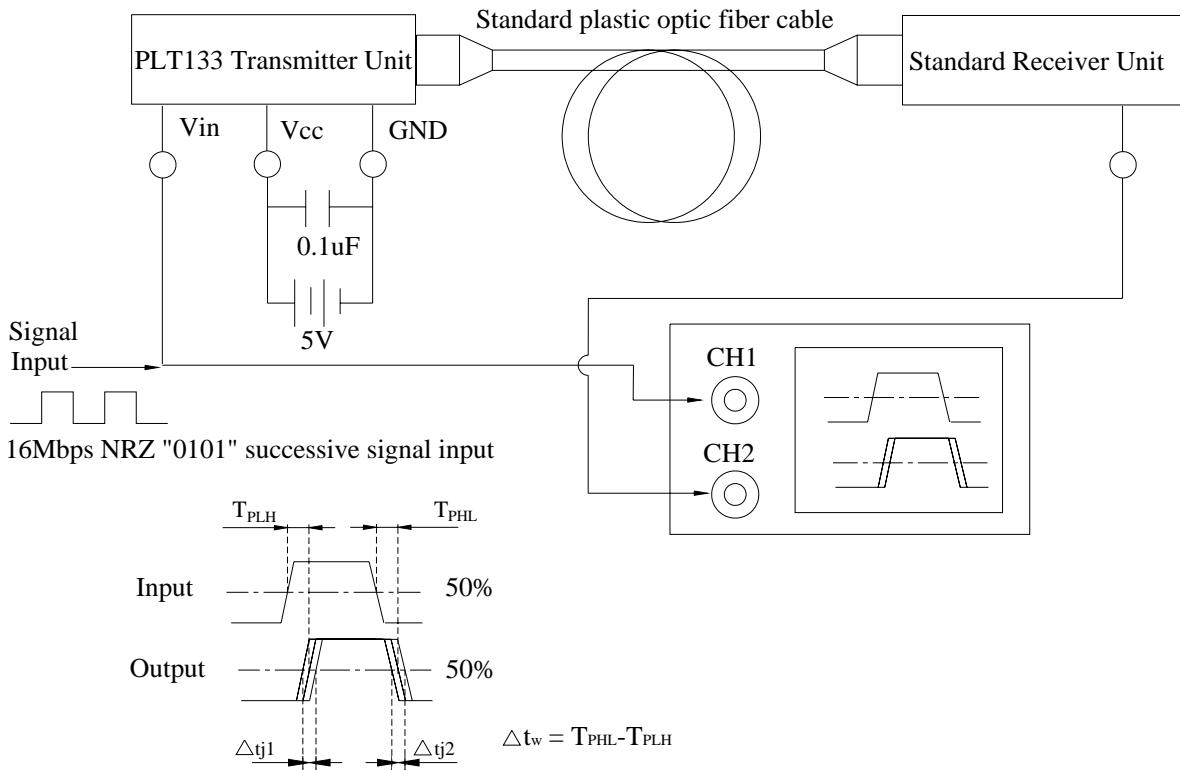 Standard plastic optic fiber cable
PLT133 Transmitter Unit
Standard Receiver Unit
Vin
Vcc
GND
0.1uF
5V
Signal
Input
16Mbps NRZ "0101" successive signal input
CH1
CH2
TPLH
TPHL
Input
50%
Output
50%
△tj1
△tj2
△tw = TPHL-TPLH